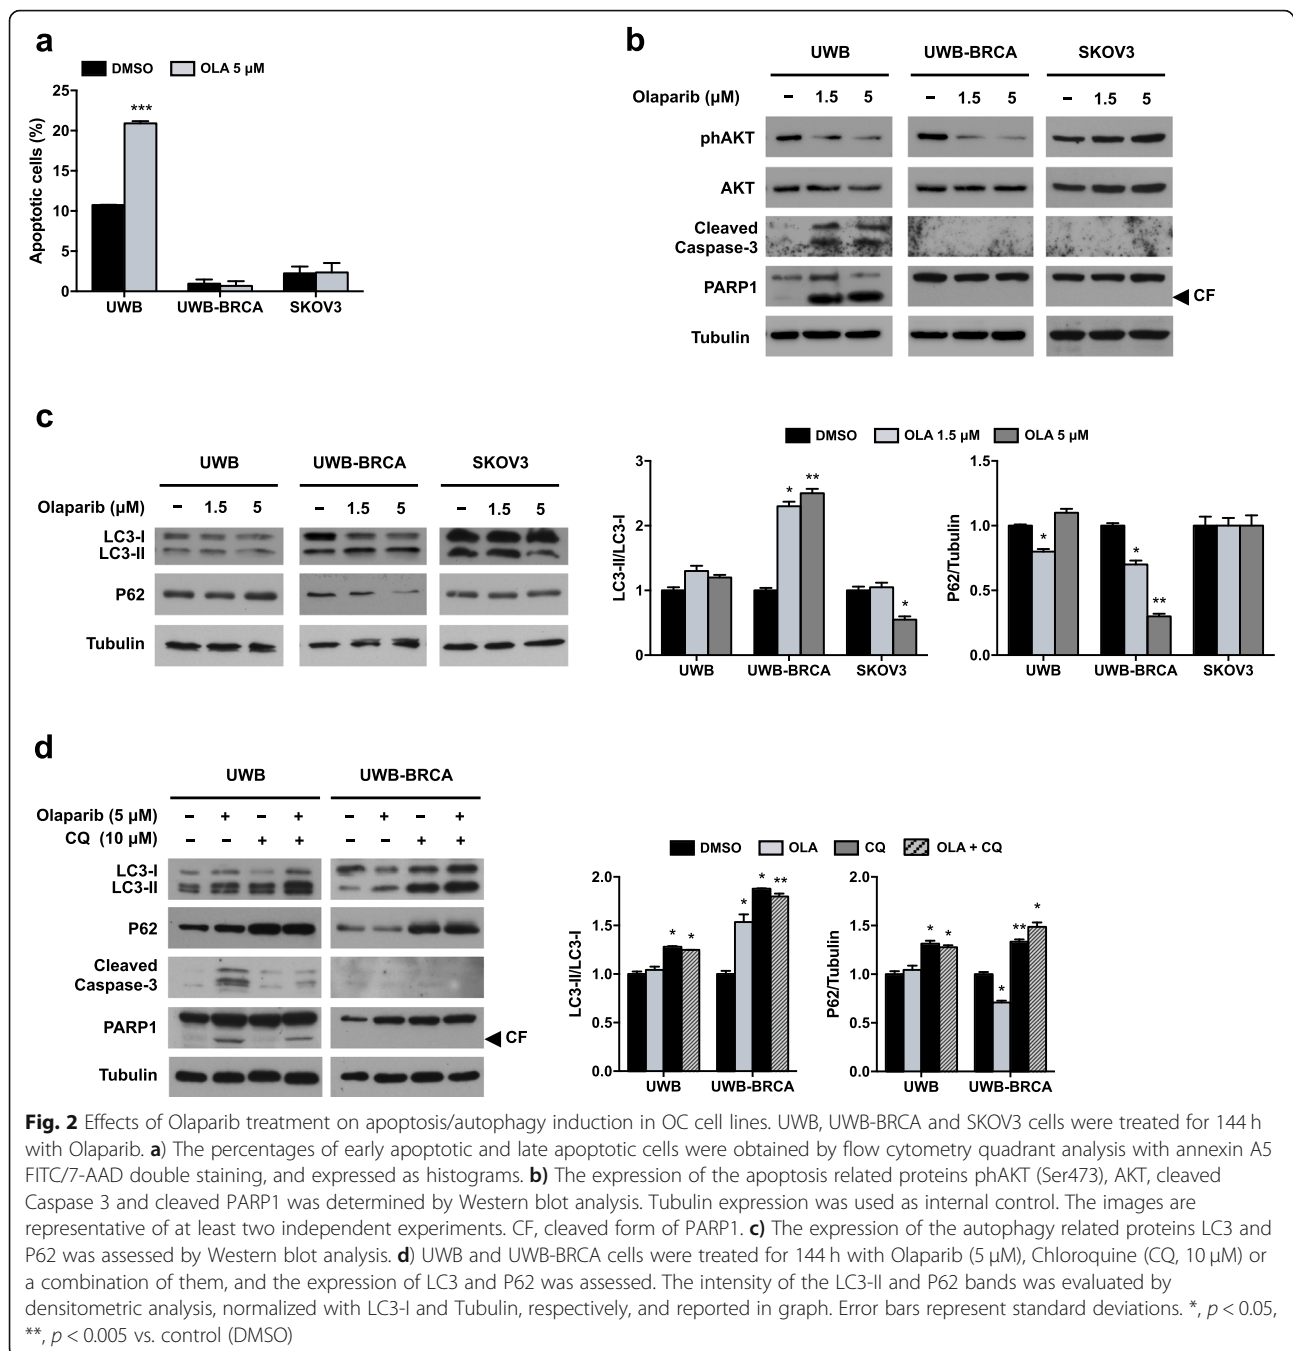 a
DMSO OLA 5 µM
Apoptotic cells (%)
25
20
15
10
5
0
***
UWB UWB-BRCA SKOV3
b
UWB UWB-BRCA SKOV3
Olaparib (µM) – 1.5 5 – 1.5 5 – 1.5 5
phAKT
AKT
Cleaved
Caspase-3
PARP1
CF
Tubulin
c
UWB UWB-BRCA SKOV3
Olaparib (µM) – 1.5 5 – 1.5 5 – 1.5 5
LC3-I
LC3-II
P62
Tubulin
DMSO OLA 1.5 µM OLA 5 µM
LC3-II/LC3-I
3
2
1
0
* ** *
UWB UWB-BRCA SKOV3
P62/Tubulin
1.5
1.0
0.5
0.0
* * **
UWB UWB-BRCA SKOV3
d
UWB UWB-BRCA
Olaparib (5 µM) – + – + – + – +
CQ (10 µM) – – + + – – + +
LC3-I
LC3-II
P62
Cleaved
Caspase-3
PARP1
CF
Tubulin
DMSO OLA CQ OLA + CQ
LC3-II/LC3-I
2.0
1.5
1.0
0.5
0.0
* * * * **
UWB UWB-BRCA
P62/Tubulin
2.0
1.5
1.0
0.5
0.0
* * * ** *
UWB UWB-BRCA
Fig. 2 Effects of Olaparib treatment on apoptosis/autophagy induction in OC cell lines. UWB, UWB-BRCA and SKOV3 cells were treated for 144 h
with Olaparib. a) The percentages of early apoptotic and late apoptotic cells were obtained by flow cytometry quadrant analysis with annexin A5
FITC/7-AAD double staining, and expressed as histograms. b) The expression of the apoptosis related proteins phAKT (Ser473), AKT, cleaved
Caspase 3 and cleaved PARP1 was determined by Western blot analysis. Tubulin expression was used as internal control. The images are
representative of at least two independent experiments. CF, cleaved form of PARP1. c) The expression of the autophagy related proteins LC3 and
P62 was assessed by Western blot analysis. d) UWB and UWB-BRCA cells were treated for 144 h with Olaparib (5 µM), Chloroquine (CQ, 10 µM) or
a combination of them, and the expression of LC3 and P62 was assessed. The intensity of the LC3-II and P62 bands was evaluated by
densitometric analysis, normalized with LC3-I and Tubulin, respectively, and reported in graph. Error bars represent standard deviations. *, p < 0.05,
**, p < 0.005 vs. control (DMSO)